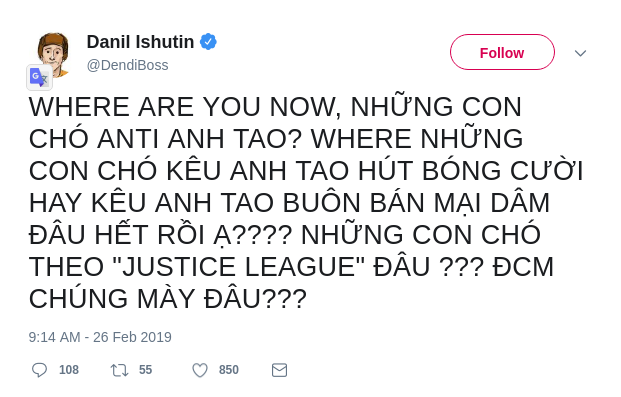 Danil Ishutin
@DendiBoss
Follow
WHERE ARE YOU NOW, NHỮNG CON
CHÓ ANTI ANH TAO? WHERE NHỮNG
CON CHÓ KÊU ANH TAO HÚT BÓNG CƯỜI
HAY KÊU ANH TAO BUÔN BÁN MẠI DÂM
ĐÂU HẾT RỒI Ạ???? NHỮNG CON CHÓ
THEO "JUSTICE LEAGUE" ĐÂU ??? ĐCM
CHÚNG MÀY ĐÂU???
9:14 AM - 26 Feb 2019
108 55 850